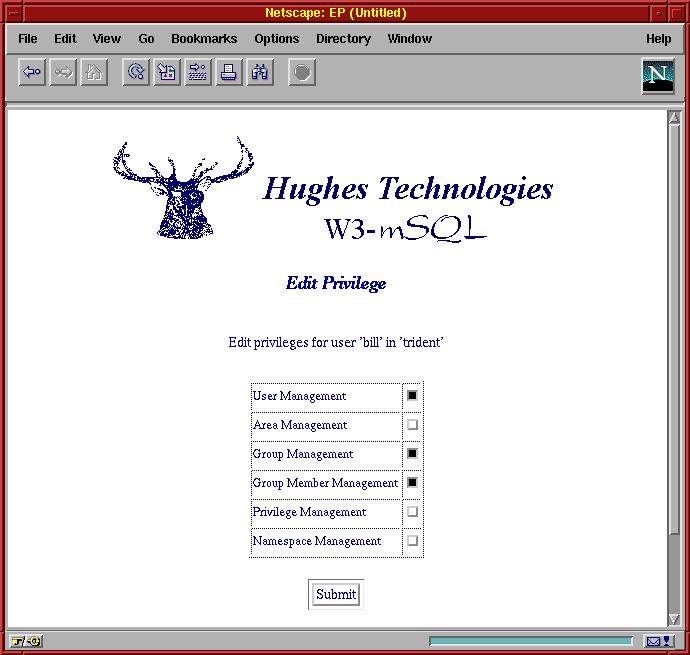 Netscape: EP (Untitled)
File Edit View Go Bookmarks Options Directory Window Help
N
Hughes Technologies
W3-mSQL
Edit Privilege
Edit privileges for user 'bill' in 'trident'
User Management
Area Management
Group Management
Group Member Management
Privilege Management
Namespace Management
Submit